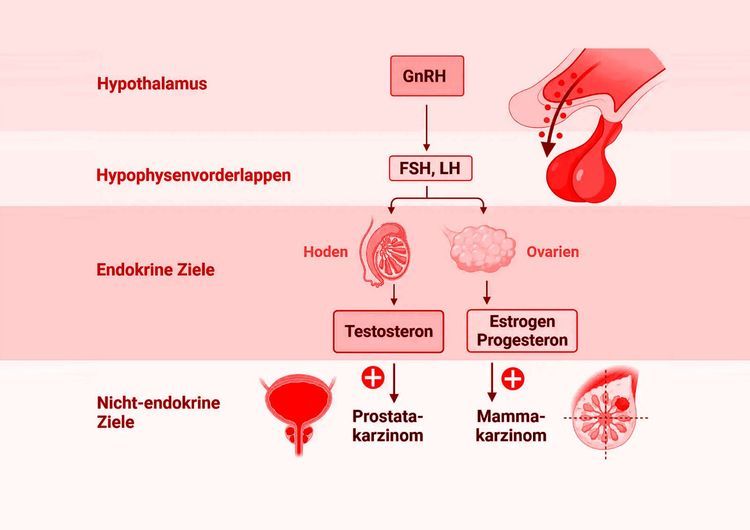 Hypothalamus
GnRH
Hypophysenvorderlappen
FSH, LH
Endokrine Ziele
Hoden
Ovarien
Testosteron
Estrogen
Progesteron
Nicht-endokrine
Ziele
Prostata-
karzinom
Mamma-
karzinom